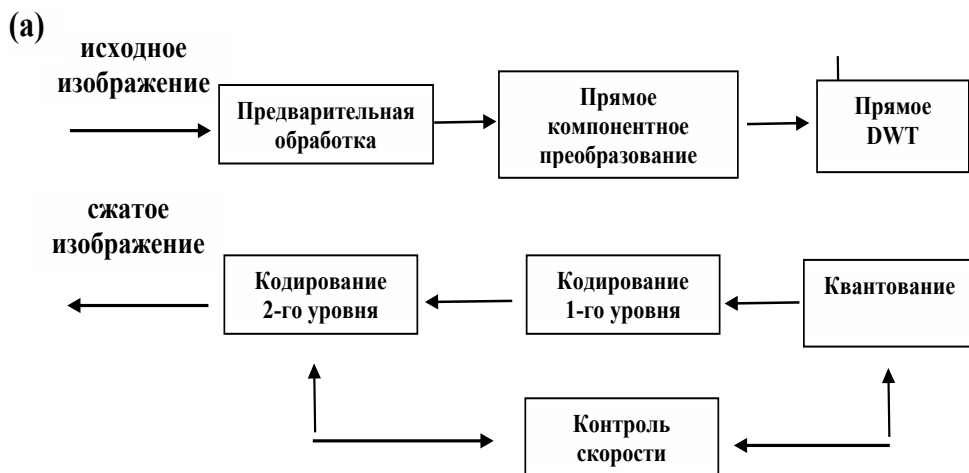 (а)
исходное
изображение
Предварительная
обработка
Прямое
компонентное
преобразование
Прямое
DWT
сжатое
изображение
Кодирование
2-го уровня
Кодирование
1-го уровня
Квантование
Контроль
скорости